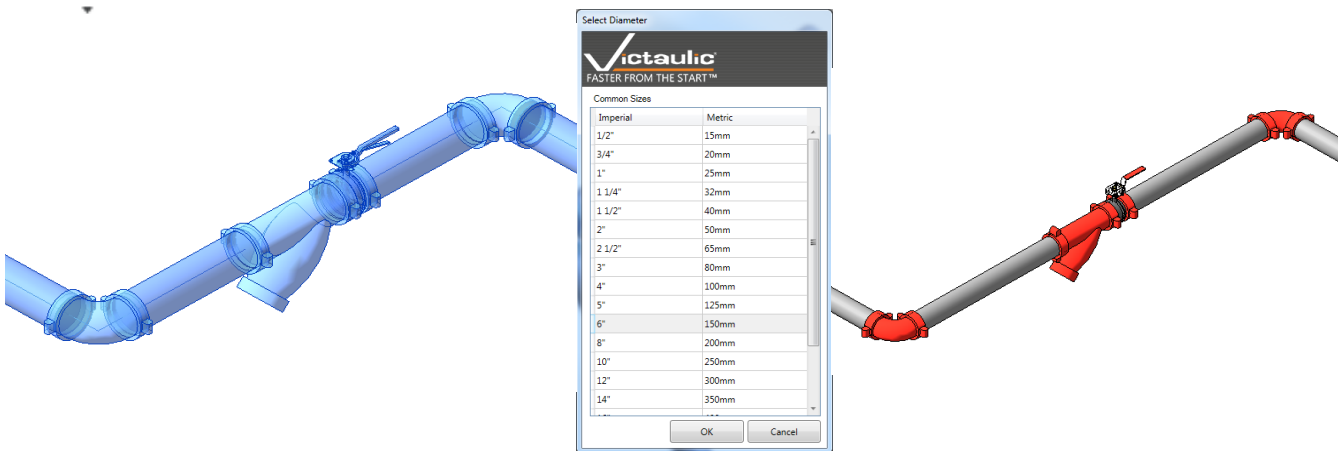 Select Diameter
Victaulic®
FASTER FROM THE START™
Common Sizes
Imperial Metric
1/2" 15mm
3/4" 20mm
1" 25mm
1 1/4" 32mm
1 1/2" 40mm
2" 50mm
2 1/2" 65mm
3" 80mm
4" 100mm
5" 125mm
6" 150mm
8" 200mm
10" 250mm
12" 300mm
14" 350mm
OK Cancel